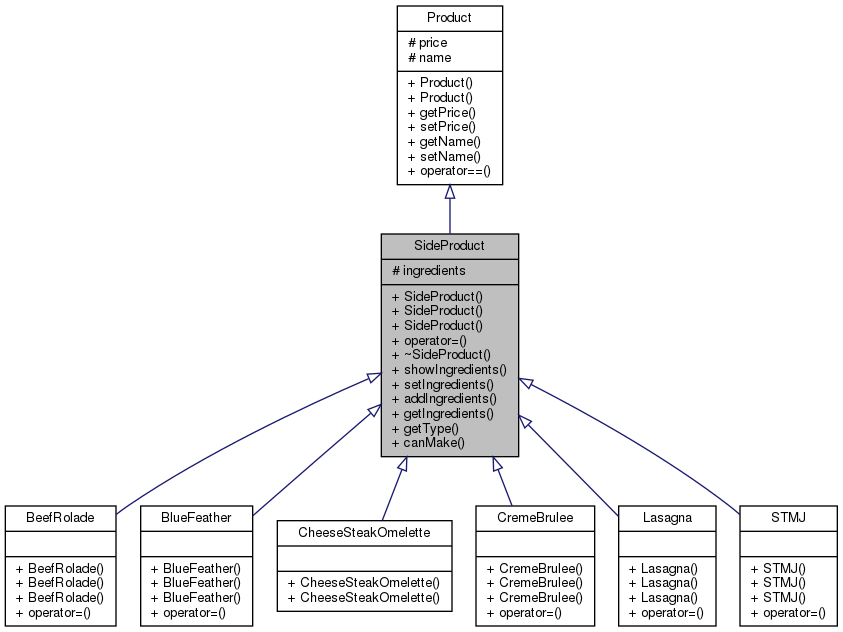 Product
# price
# name
+ Product()
+ Product()
+ getPrice()
+ setPrice()
+ getName()
+ setName()
+ operator==()
SideProduct
# ingredients
+ SideProduct()
+ SideProduct()
+ SideProduct()
+ operator=()
+ ~SideProduct()
+ showIngredients()
+ setIngredients()
+ addIngredients()
+ getIngredients()
+ getType()
+ canMake()
BeefRolade
+ BeefRolade()
+ BeefRolade()
+ BeefRolade()
+ operator=()
BlueFeather
+ BlueFeather()
+ BlueFeather()
+ BlueFeather()
+ operator=()
CheeseSteakOmelette
+ CheeseSteakOmelette()
+ CheeseSteakOmelette()
CremeBrulee
+ CremeBrulee()
+ CremeBrulee()
+ CremeBrulee()
+ operator=()
Lasagna
+ Lasagna()
+ Lasagna()
+ Lasagna()
+ operator=()
STMJ
+ STMJ()
+ STMJ()
+ STMJ()
+ operator=()